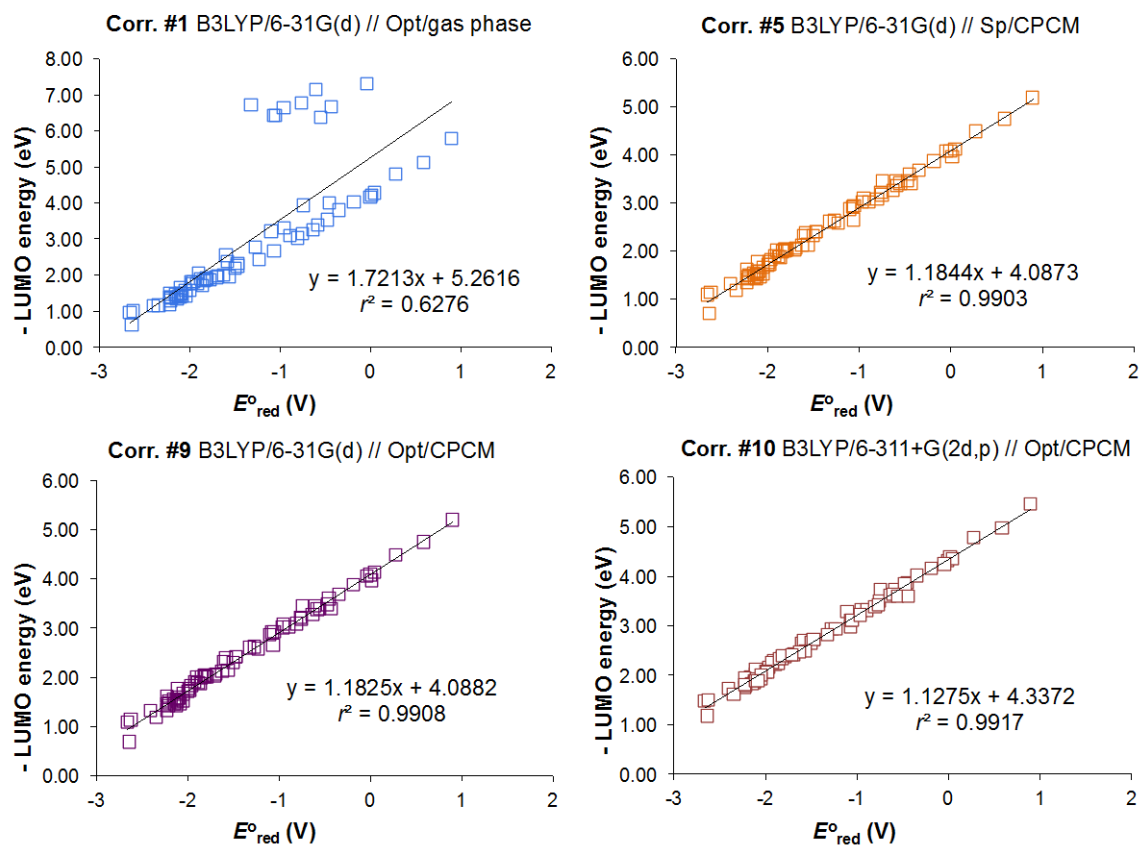 Corr. #1 B3LYP/6-31G(d) // Opt/gas phase
- LUMO energy (eV)
8.00
7.00
6.00
5.00
4.00
3.00
2.00
1.00
0.00
y = 1.7213x + 5.2616
r² = 0.6276
-3 -2 -1 0 1 2
E°red (V)
Corr. #5 B3LYP/6-31G(d) // Sp/CPCM
- LUMO energy (eV)
6.00
5.00
4.00
3.00
2.00
1.00
0.00
y = 1.1844x + 4.0873
r² = 0.9903
-3 -2 -1 0 1 2
E°red (V)
Corr. #9 B3LYP/6-31G(d) // Opt/CPCM
- LUMO energy (eV)
6.00
5.00
4.00
3.00
2.00
1.00
0.00
y = 1.1825x + 4.0882
r² = 0.9908
-3 -2 -1 0 1 2
E°red (V)
Corr. #10 B3LYP/6-311+G(2d,p) // Opt/CPCM
- LUMO energy (eV)
6.00
5.00
4.00
3.00
2.00
1.00
0.00
y = 1.1275x + 4.3372
r² = 0.9917
-3 -2 -1 0 1 2
E°red (V)